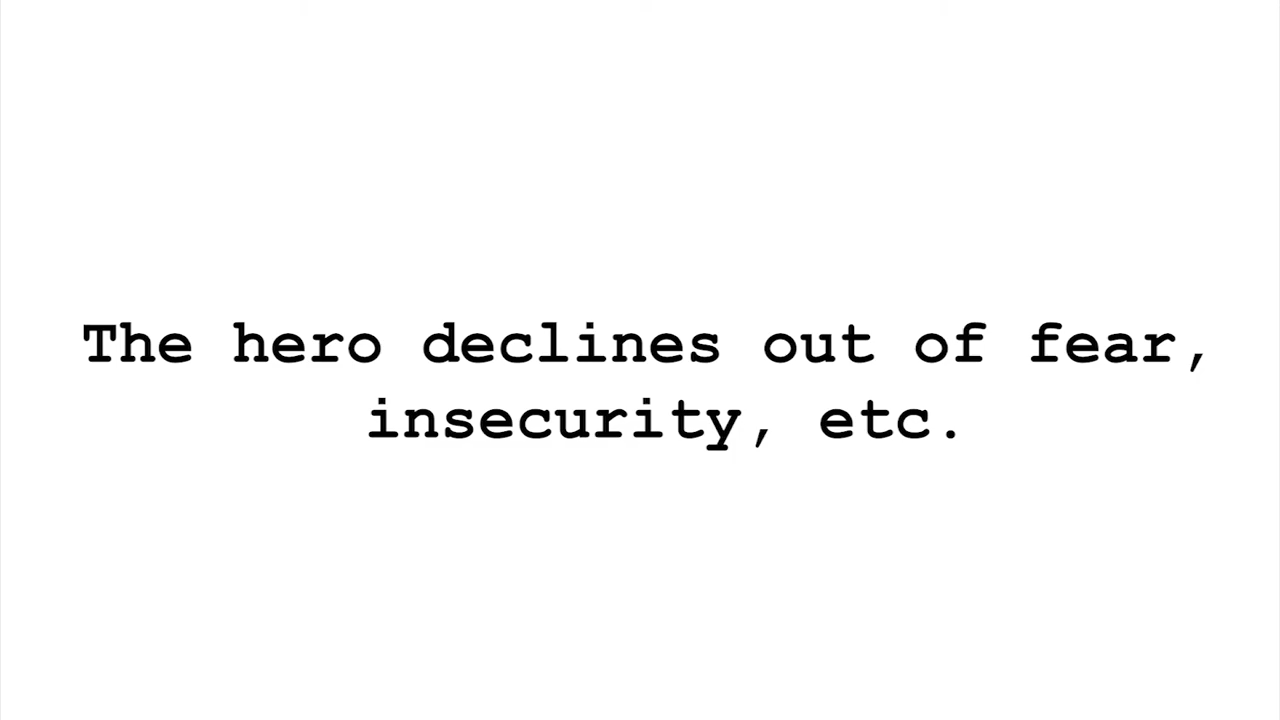 The hero declines out of fear,
insecurity, etc.